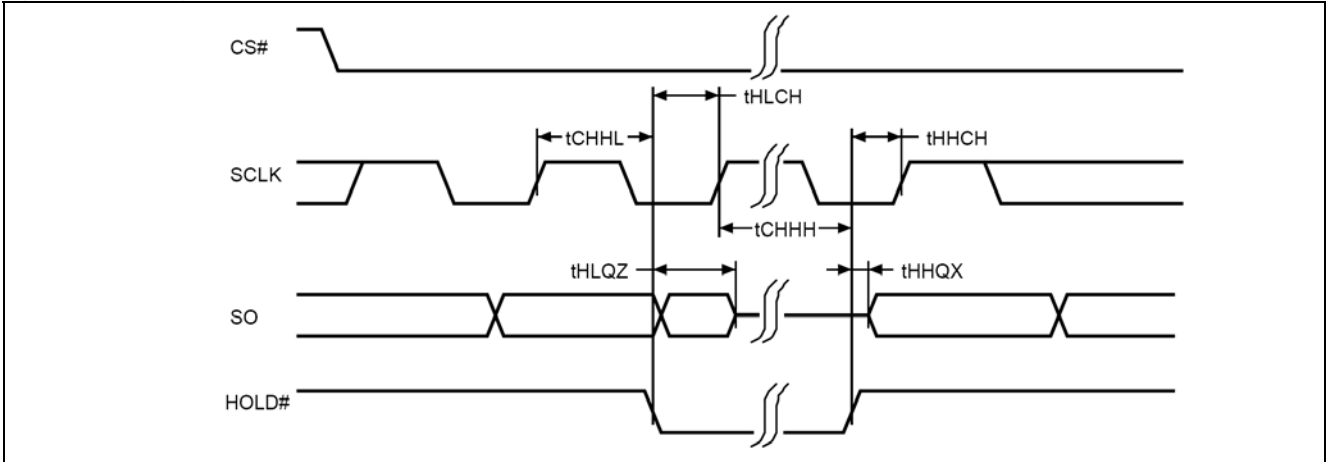 CS#
tHLCH
tCHHL
tHHCH
SCLK
tCHHH
tHLQZ
tHHQX
SO
HOLD#